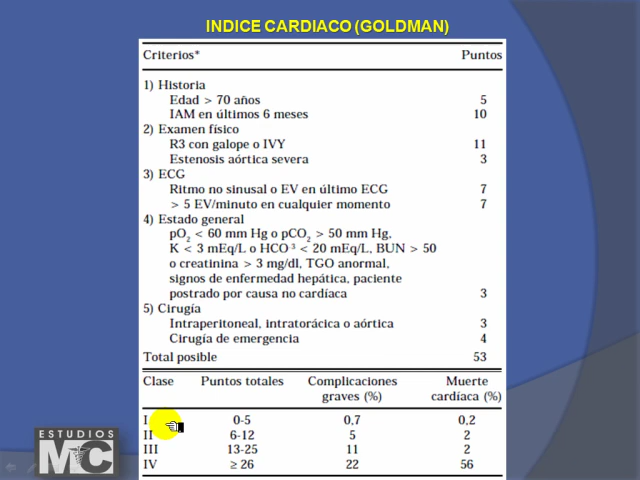 INDICE CARDIACO (GOLDMAN)
Criterios* Puntos
1) Historia
Edad > 70 años 5
IAM en últimos 6 meses 10
2) Examen físico
R3 con galope o IVY 11
Estenosis aórtica severa 3
3) ECG
Ritmo no sinusal o EV en último ECG 7
> 5 EV/minuto en cualquier momento 7
4) Estado general
pO2 < 60 mm Hg o pCO2 > 50 mm Hg.
K < 3 mEq/L o HCO-3 < 20 mEq/L, BUN > 50
o creatinina > 3 mg/dl, TGO anormal,
signos de enfermedad hepática, paciente
postrado por causa no cardíaca 3
5) Cirugía
Intraperitoneal, intratorácica o aórtica 3
Cirugía de emergencia 4
Total posible 53
Clase Puntos totales Complicaciones graves (%) Muerte cardíaca (%)
I 0-5 0,7 0,2
II 6-12 5 2
III 13-25 11 2
IV ≥ 26 22 56
ESTUDIOS
MC